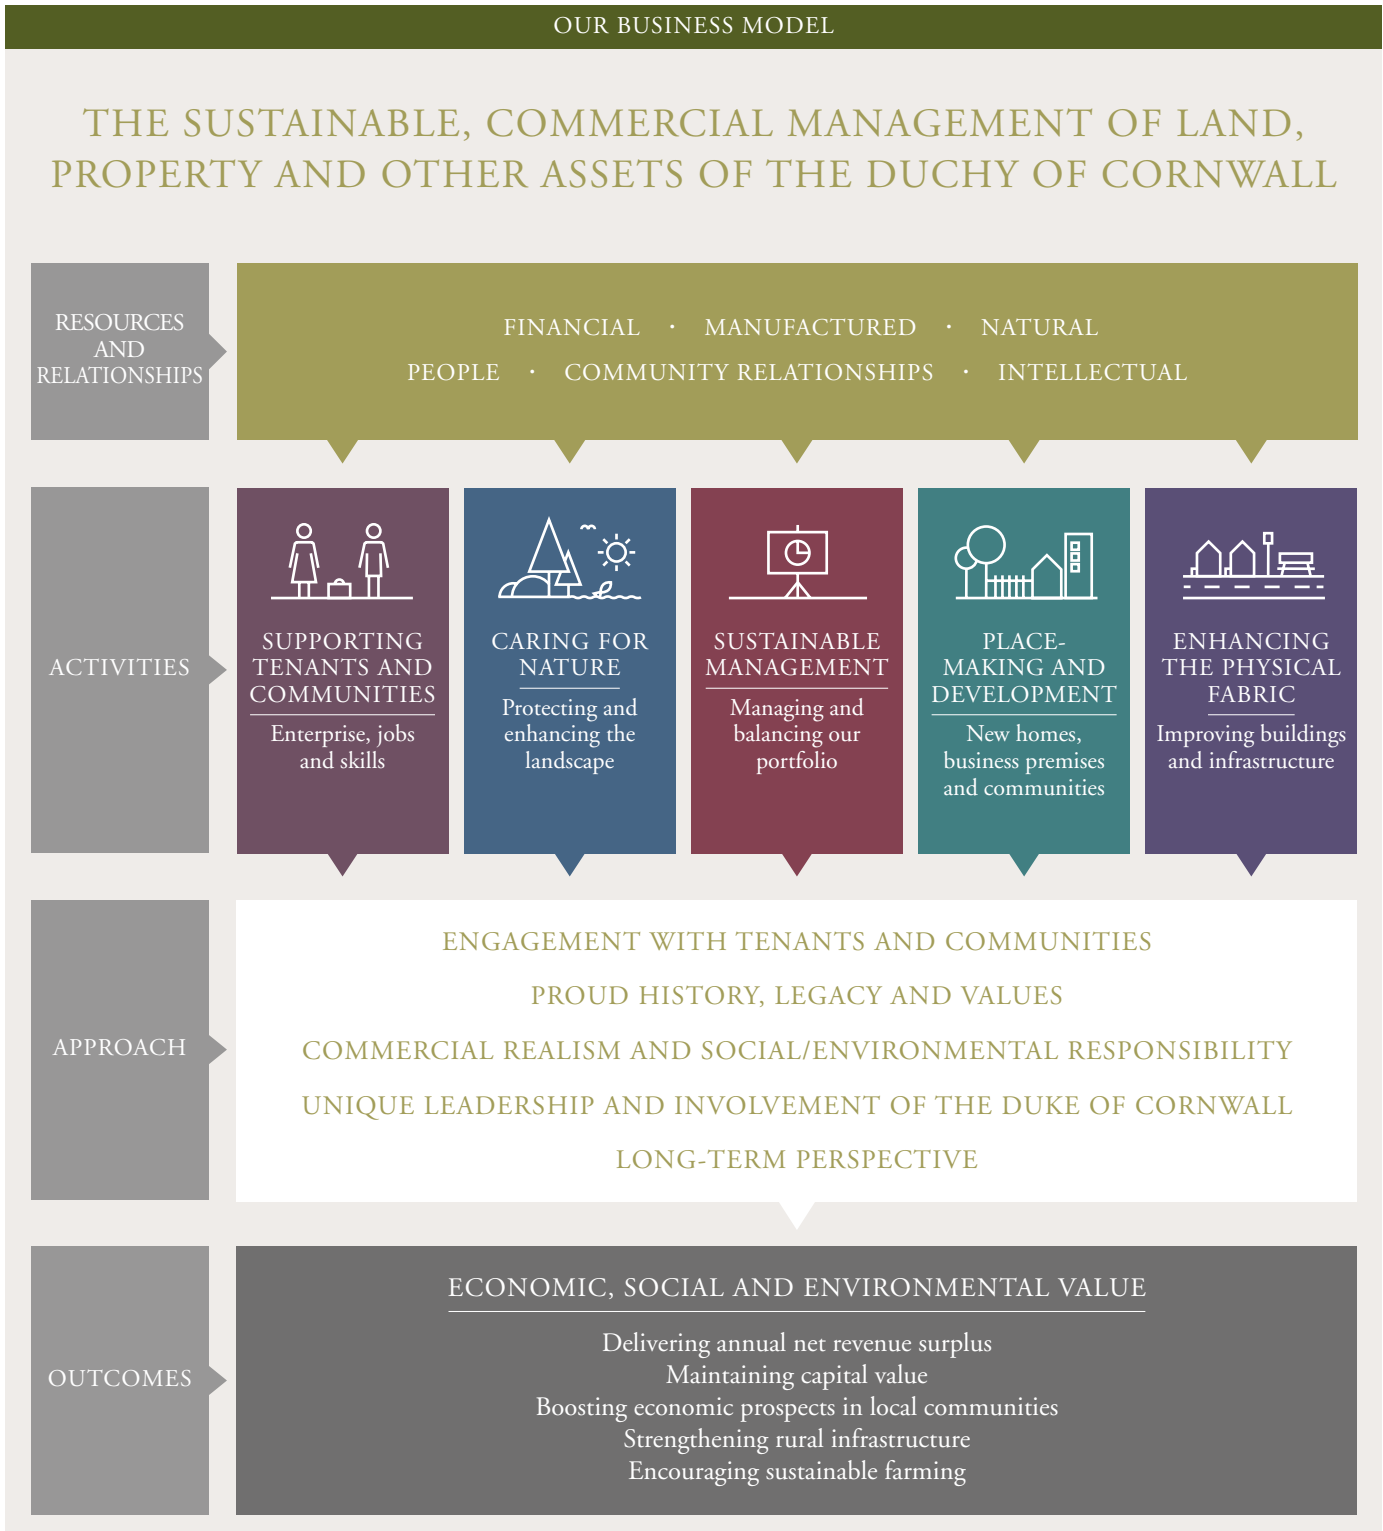 OUR BUSINESS MODEL
THE SUSTAINABLE, COMMERCIAL MANAGEMENT OF LAND,
PROPERTY AND OTHER ASSETS OF THE DUCHY OF CORNWALL
RESOURCES
AND
RELATIONSHIPS
FINANCIAL · MANUFACTURED · NATURAL
PEOPLE · COMMUNITY RELATIONSHIPS · INTELLECTUAL
ACTIVITIES
SUPPORTING
TENANTS AND
COMMUNITIES
Enterprise, jobs
and skills
CARING FOR
NATURE
Protecting and
enhancing the
landscape
SUSTAINABLE
MANAGEMENT
Managing and
balancing our
portfolio
PLACE-
MAKING AND
DEVELOPMENT
New homes,
business premises
and communities
ENHANCING
THE PHYSICAL
FABRIC
Improving buildings
and infrastructure
APPROACH
ENGAGEMENT WITH TENANTS AND COMMUNITIES
PROUD HISTORY, LEGACY AND VALUES
COMMERCIAL REALISM AND SOCIAL/ENVIRONMENTAL RESPONSIBILITY
UNIQUE LEADERSHIP AND INVOLVEMENT OF THE DUKE OF CORNWALL
LONG-TERM PERSPECTIVE
OUTCOMES
ECONOMIC, SOCIAL AND ENVIRONMENTAL VALUE
Delivering annual net revenue surplus
Maintaining capital value
Boosting economic prospects in local communities
Strengthening rural infrastructure
Encouraging sustainable farming